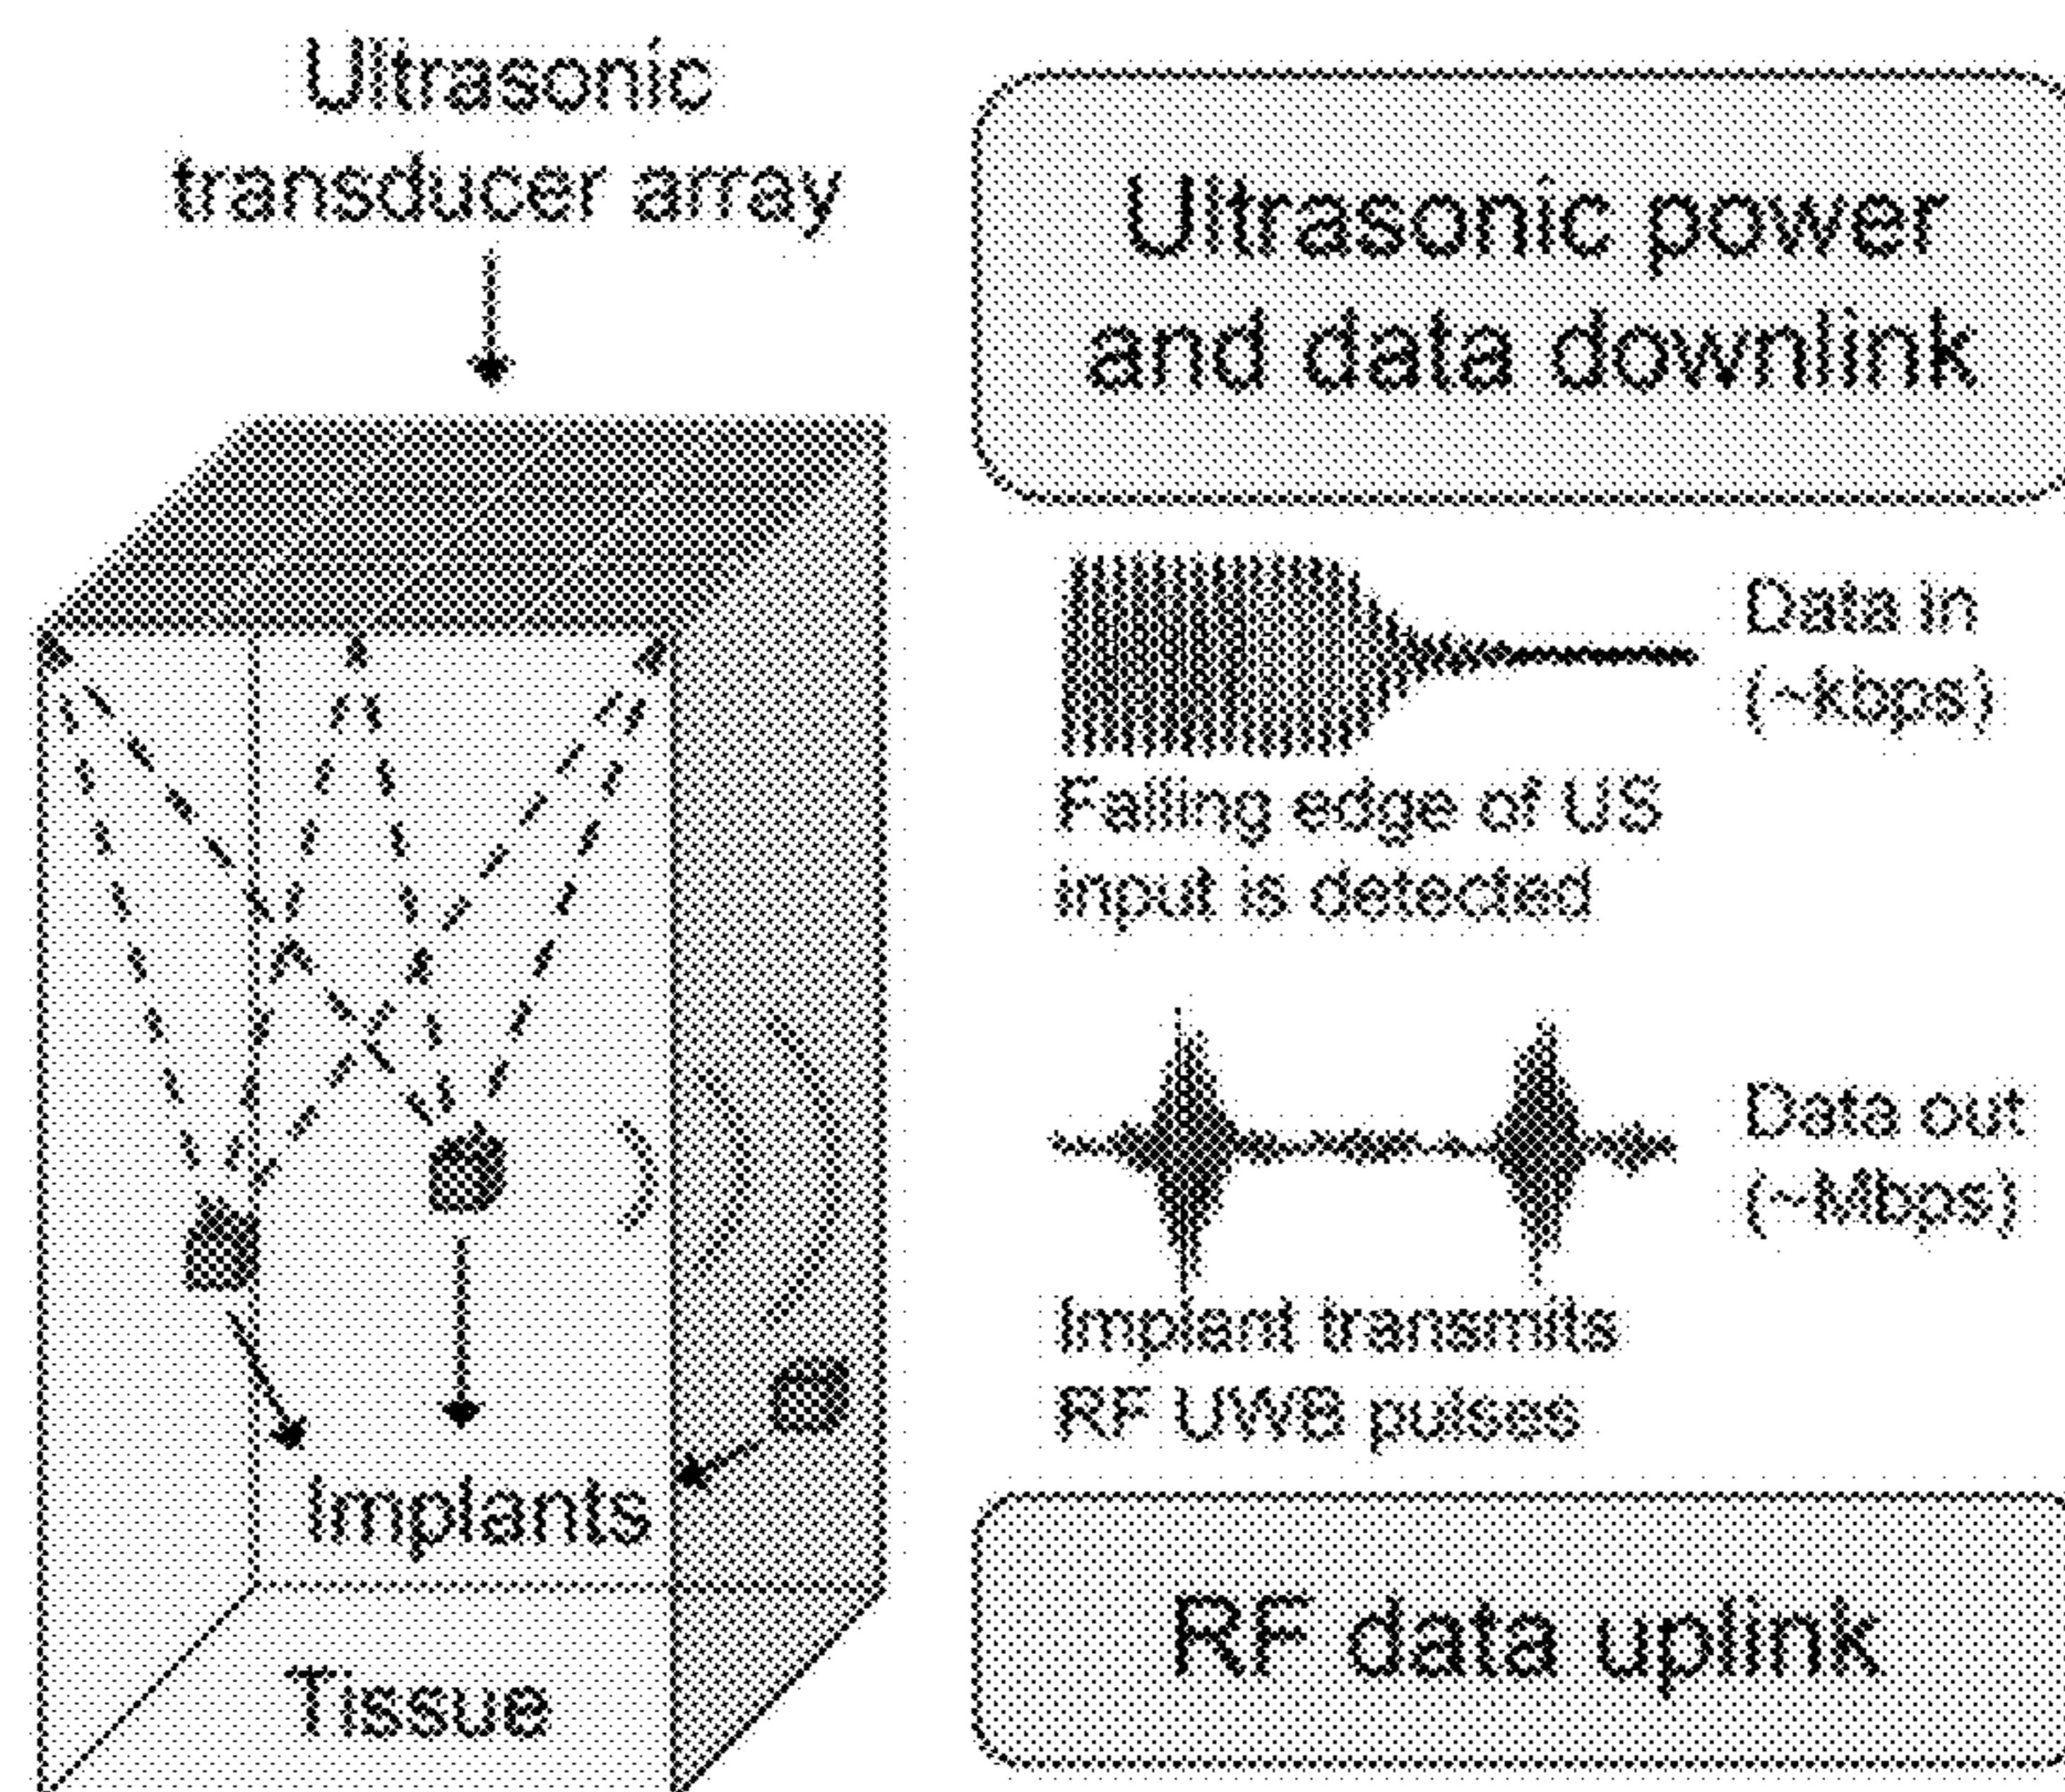 Ultrasonic
transducer array
Implants
Tissue
Ultrasonic power
and data downlink
Data in
(~kbps)
Falling edge of US
input is detected
Data out
(~Mbps)
Implant transmits
RF UWB pulses
RF data uplink